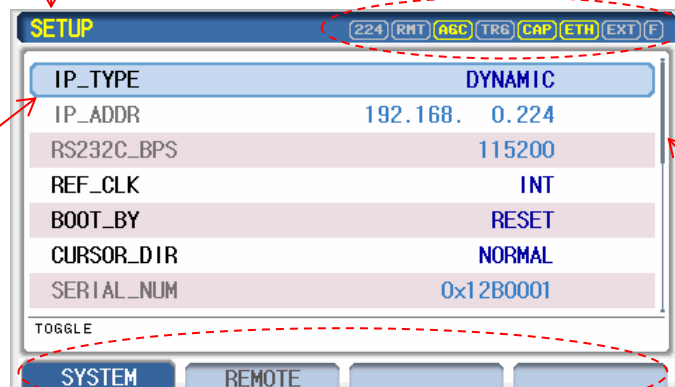 SETUP 224 RMT AGC TRG CAP ETH EXT F
IP_TYPE DYNAMIC
IP_ADDR 192.168. 0.224
RS232C_BPS 115200
REF_CLK INT
BOOT_BY RESET
CURSOR_DIR NORMAL
SERIAL_NUM 0x12B0001
TOGGLE
SYSTEM REMOTE